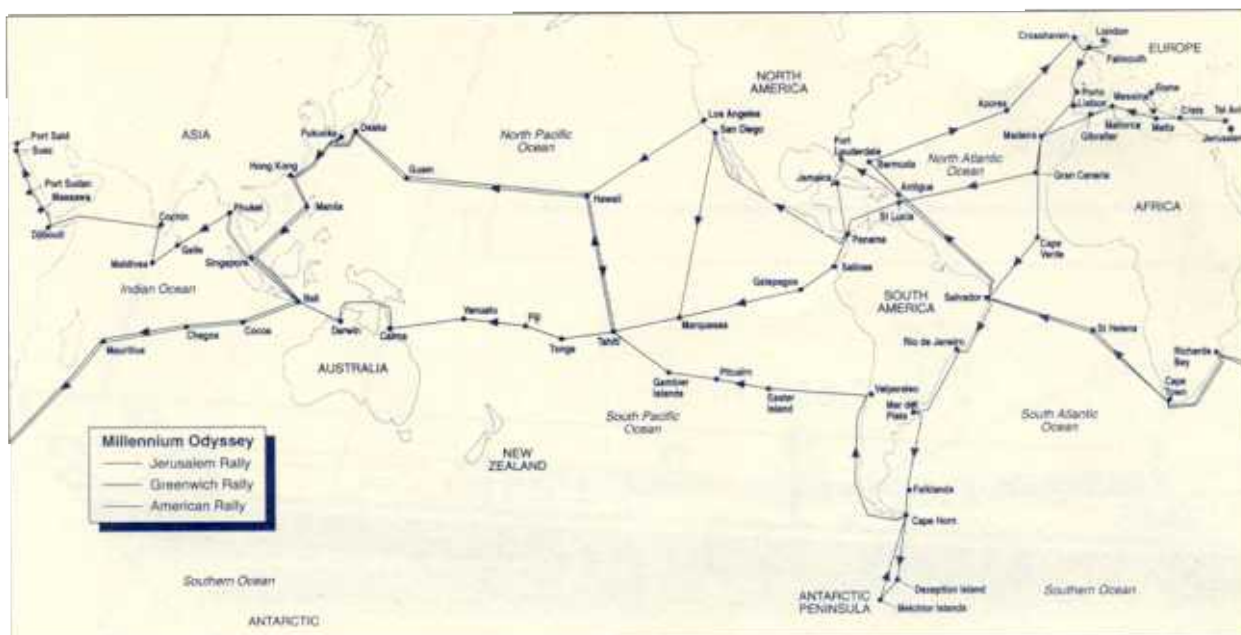 Crosshaven
London
EUROPE
Falmouth
NORTH
AMERICA
Azores
Porto
Lisbon
Messina
Rome
Port Said
Suez
ASIA
Fukuoka
Osaka
North Pacific
Ocean
Los Angeles
San Diego
Fort
Lauderdale
Bermuda
North Atlantic
Ocean
Madeira
Gibraltar
Mallorca
Malta
Crete
Jerusalem
Hong Kong
Guam
Port Sudan
Massawa
Phuket
Manila
Hawaii
Jamaica
Antigua
Gran Canaria
St Lucia
AFRICA
Cochin
Djibouti
Galle
Maldives
Singapore
Panama
Cape
Verde
Salinas
Indian Ocean
Bali
Galapagos
SOUTH
AMERICA
Salvador
Vanuatu
Fiji
Chagos
Cocos
Darwin
Cairns
Marquesas
St Helena
Mauritius
Tonga
Tahiti
Rio de Janeiro
Richards
Bay
AUSTRALIA
Gambier
Islands
Pitcairn
Easter
Island
Valparaiso
Mar del
Plata
Cape
Town
South Pacific
Ocean
South Atlantic
Ocean
Millennium Odyssey
Jerusalem Rally
Greenwich Rally
American Rally
NEW
ZEALAND
Falklands
Cape Horn
Southern Ocean
Deception Island
Southern Ocean
ANTARCTIC
PENINSULA
Melchior Islands
ANTARCTIC